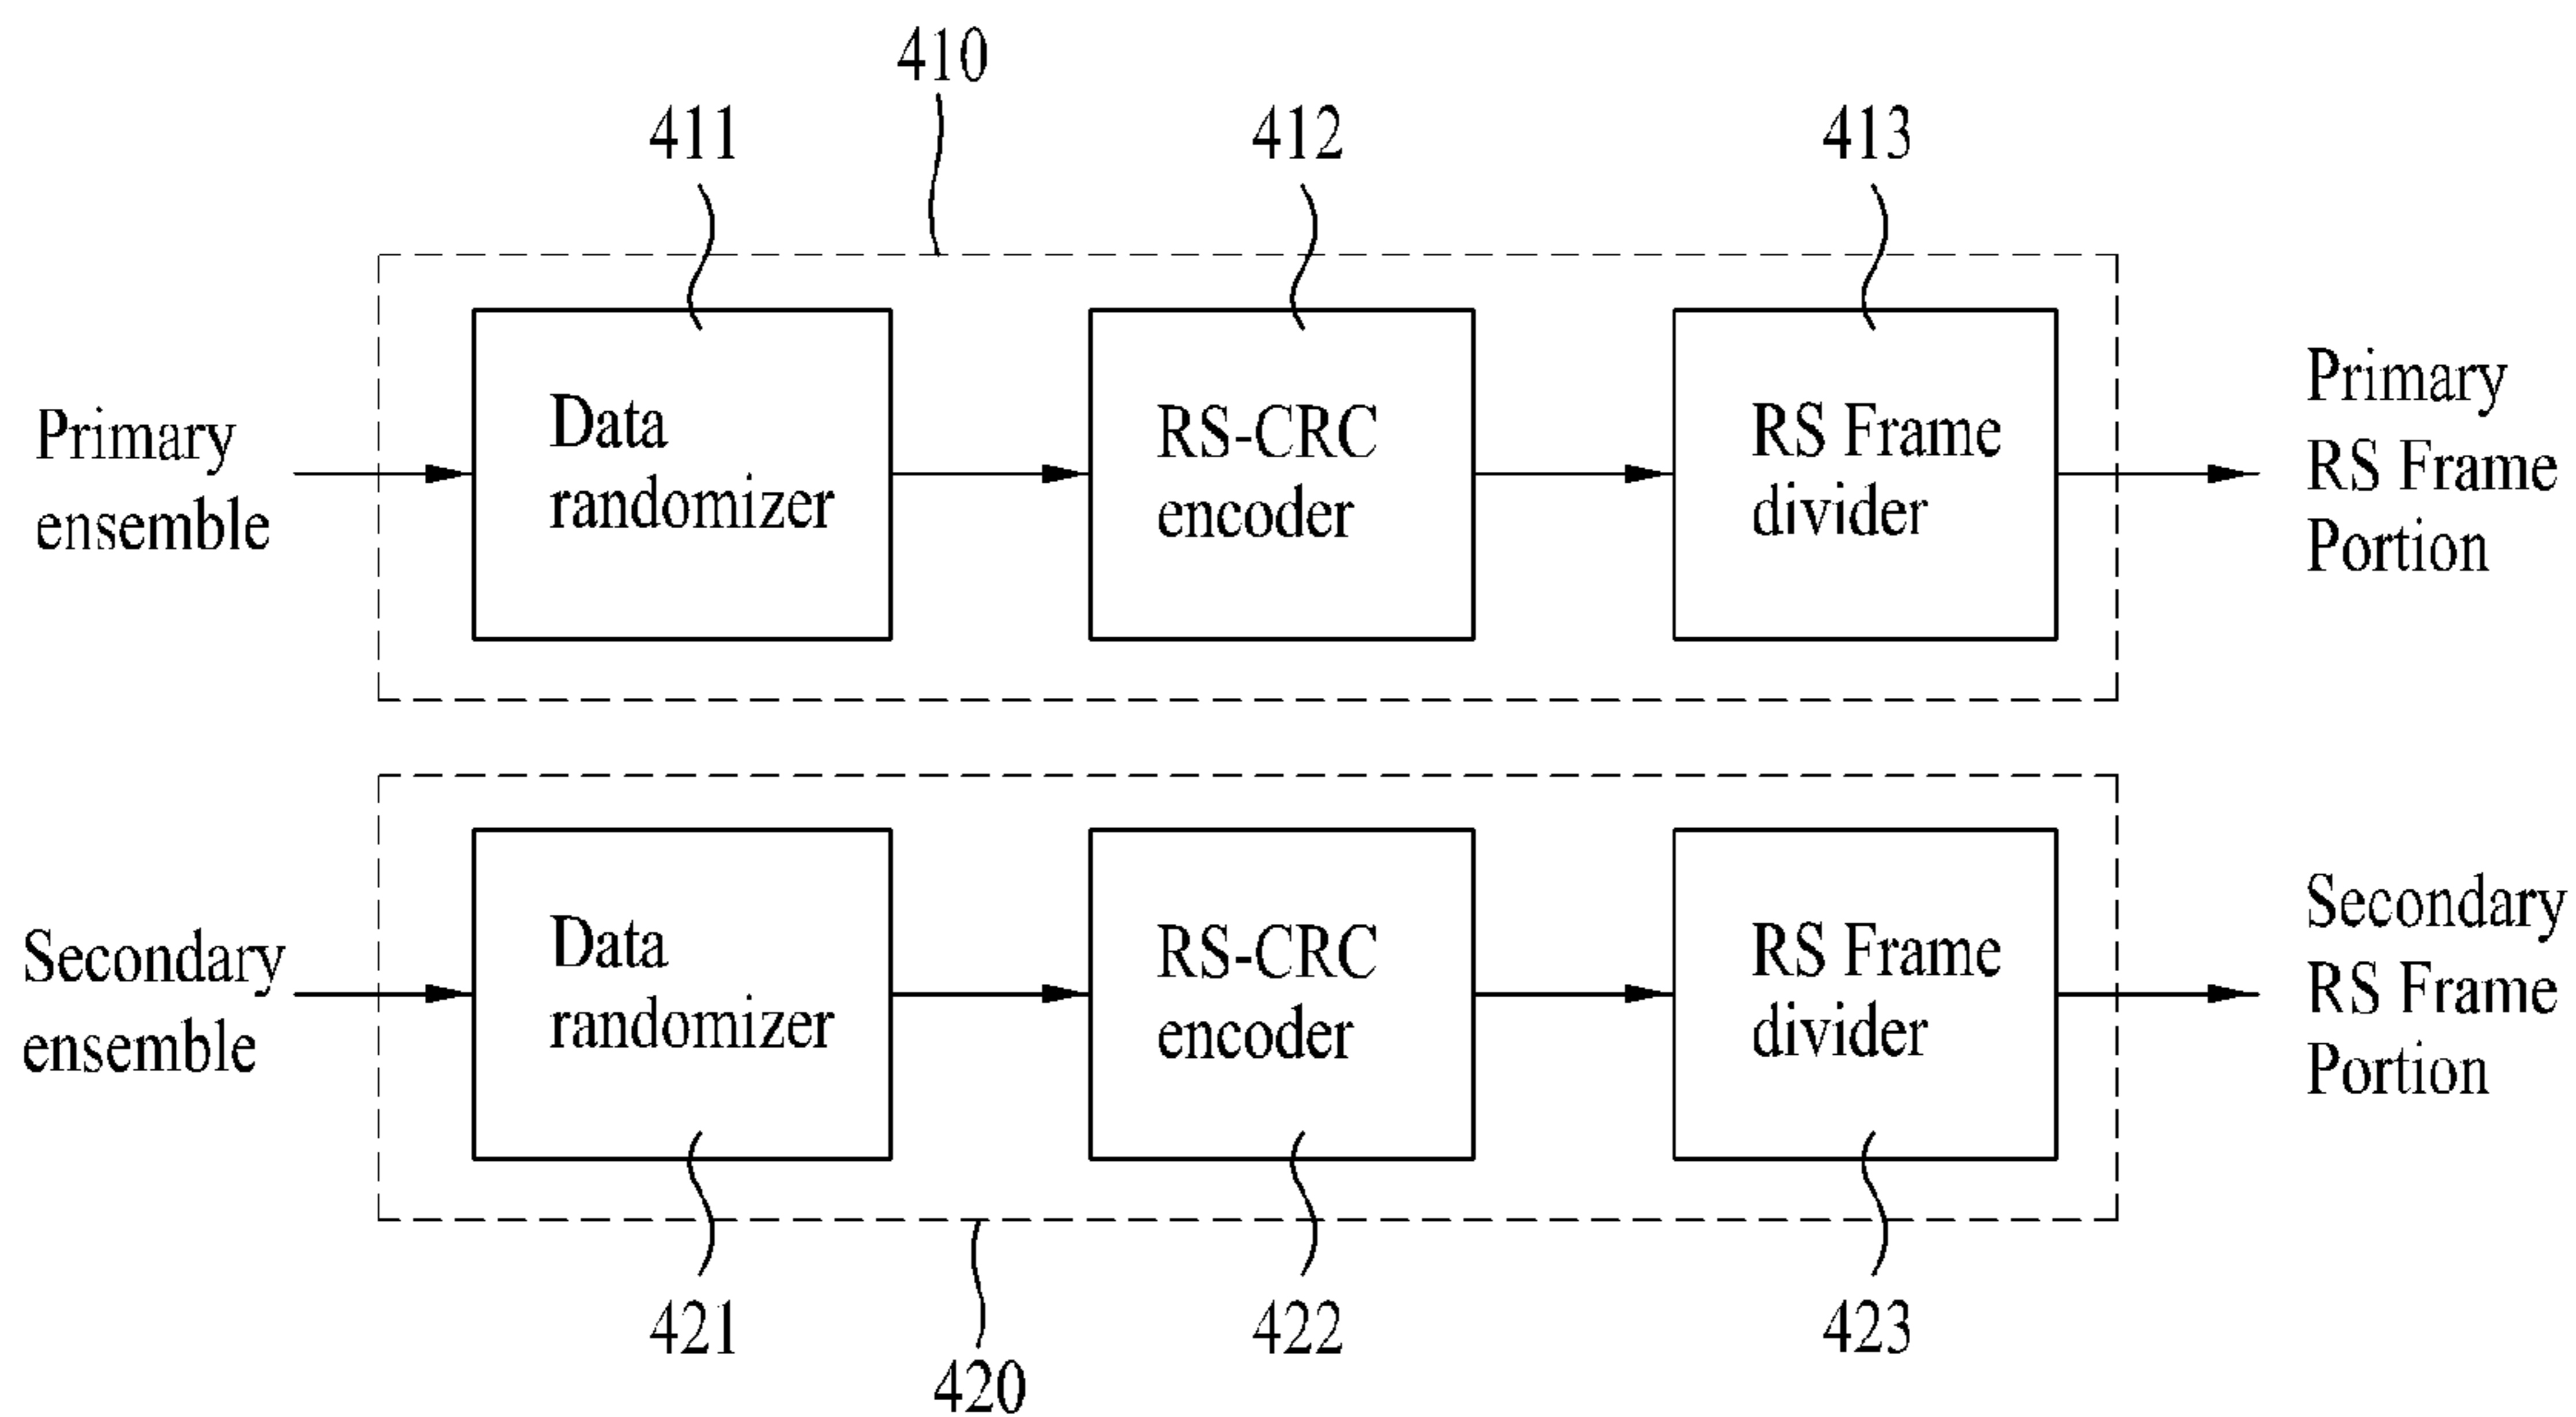 410
411
412
413
Primary
ensemble
Data
randomizer
RS-CRC
encoder
RS Frame
divider
Primary
RS Frame
Portion
Secondary
ensemble
Data
randomizer
RS-CRC
encoder
RS Frame
divider
Secondary
RS Frame
Portion
421
422
423
420